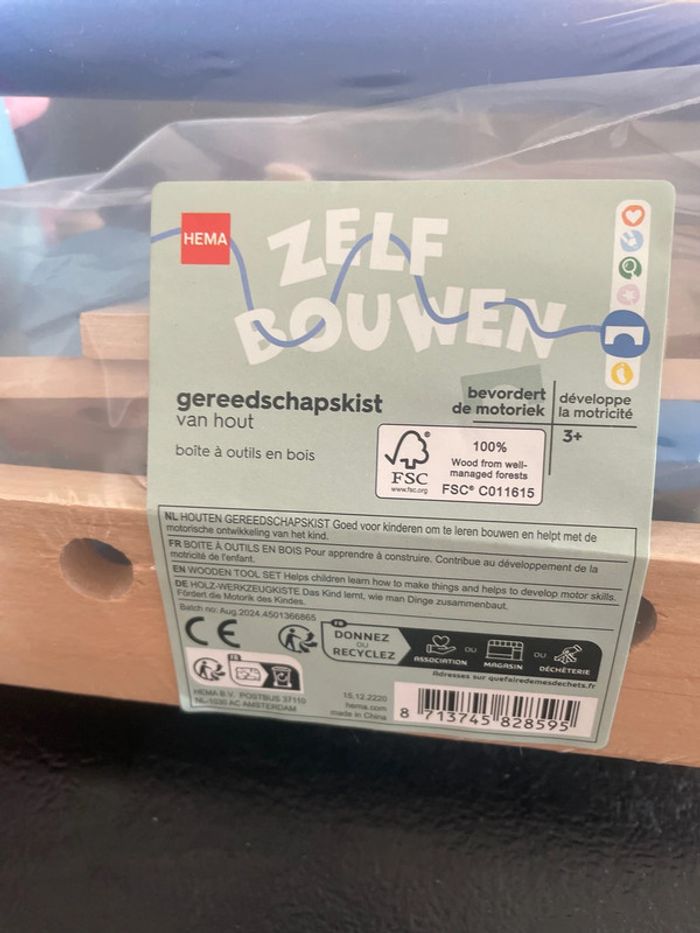 HEMA
ZELF
BOUWEN
gereedschapskist
van hout
boîte à outils en bois
bevordert
de motoriek
développe
la motricité
3+
FSC®
www.fsc.org
100%
Wood from well-
managed forests
FSC® C011615
NL HOUTEN GEREEDSCHAPSKIST Goed voor kinderen om te leren bouwen en helpt met de
motorische ontwikkeling van het kind.
FR BOITE À OUTILS EN BOIS Pour apprendre à construire. Contribue au développement de la
motricité de l'enfant.
EN WOODEN TOOL SET Helps children learn how to make things and helps to develop motor skills.
DE HOLZ-WERKZEUGKISTE Das Kind lernt, wie man Dinge zusammenbaut.
Fördert die Motorik des Kindes.
Batch no: Aug 2024.4501366865
CE
FR
DONNEZ
OU
RECYCLEZ
ASSOCIATION
OU
MAGASIN
OU
DÉCHÈTERIE
Adresses sur quefairedemesdechets.fr
FR
HEMA B.V. POSTBUS 37110
NL-1030 AC AMSTERDAM
15.12.2220
hema.com
made in China
8 713745 828595